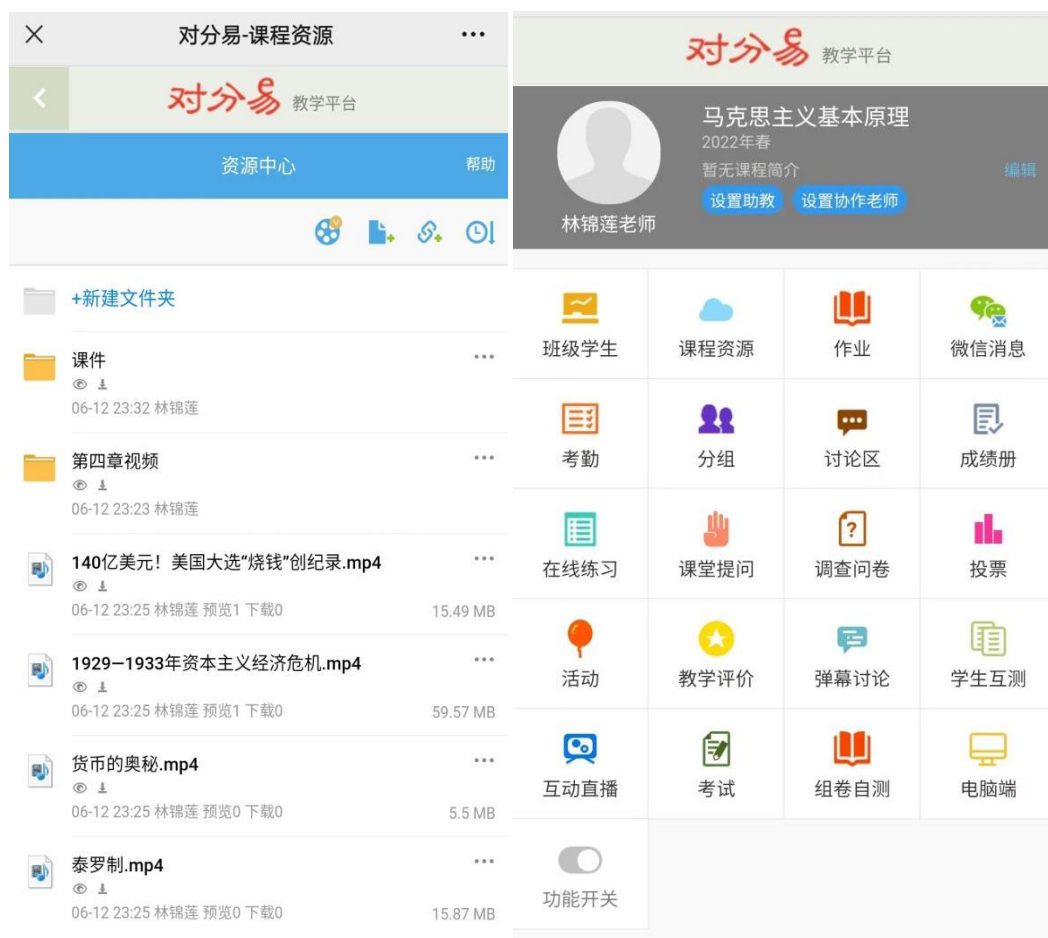 对分易-课程资源
对分易 教学平台
资源中心 帮助
+新建文件夹
课件
06-12 23:32 林锦莲
第四章视频
06-12 23:23 林锦莲
140亿美元！美国大选“烧钱”创纪录.mp4
06-12 23:25 林锦莲 预览1 下载0 15.49 MB
1929—1933年资本主义经济危机.mp4
06-12 23:25 林锦莲 预览1 下载0 59.57 MB
货币的奥秘.mp4
06-12 23:25 林锦莲 预览0 下载0 5.5 MB
泰罗制.mp4
06-12 23:25 林锦莲 预览0 下载0 15.87 MB
对分易 教学平台
马克思主义基本原理
2022年春
暂无课程简介 编辑
设置助教 设置协作老师
林锦莲老师
班级学生 课程资源 作业 微信消息
考勤 分组 讨论区 成绩册
在线练习 课堂提问 调查问卷 投票
活动 教学评价 弹幕讨论 学生互测
互动直播 考试 组卷自测 电脑端
功能开关